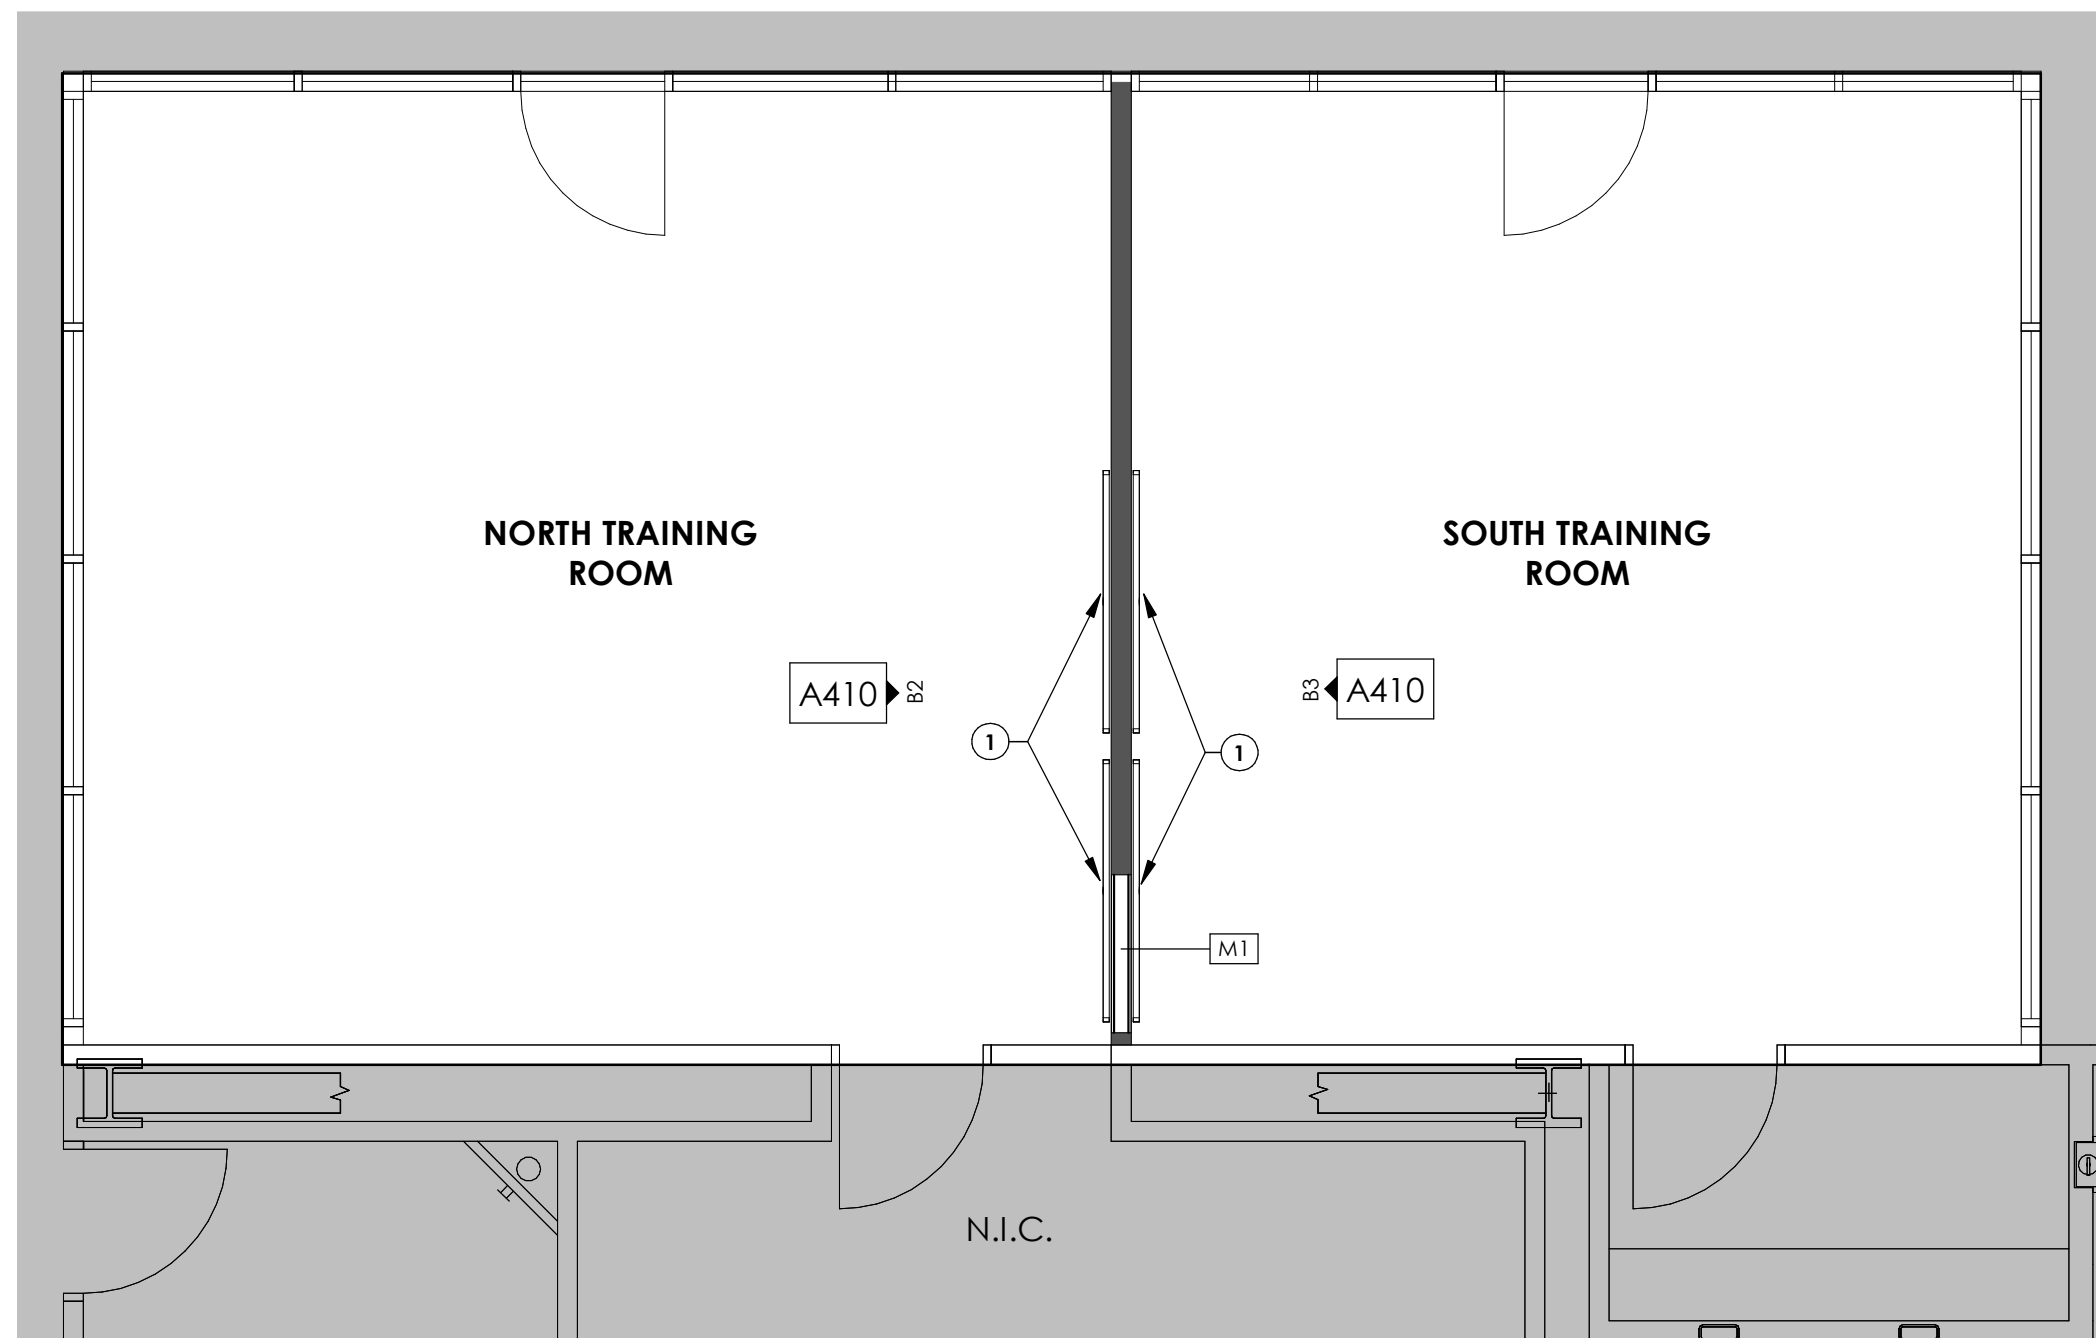 NORTH TRAINING
ROOM
SOUTH TRAINING
ROOM
A410
B2
B3
A410
1
1
M1
N.I.C.